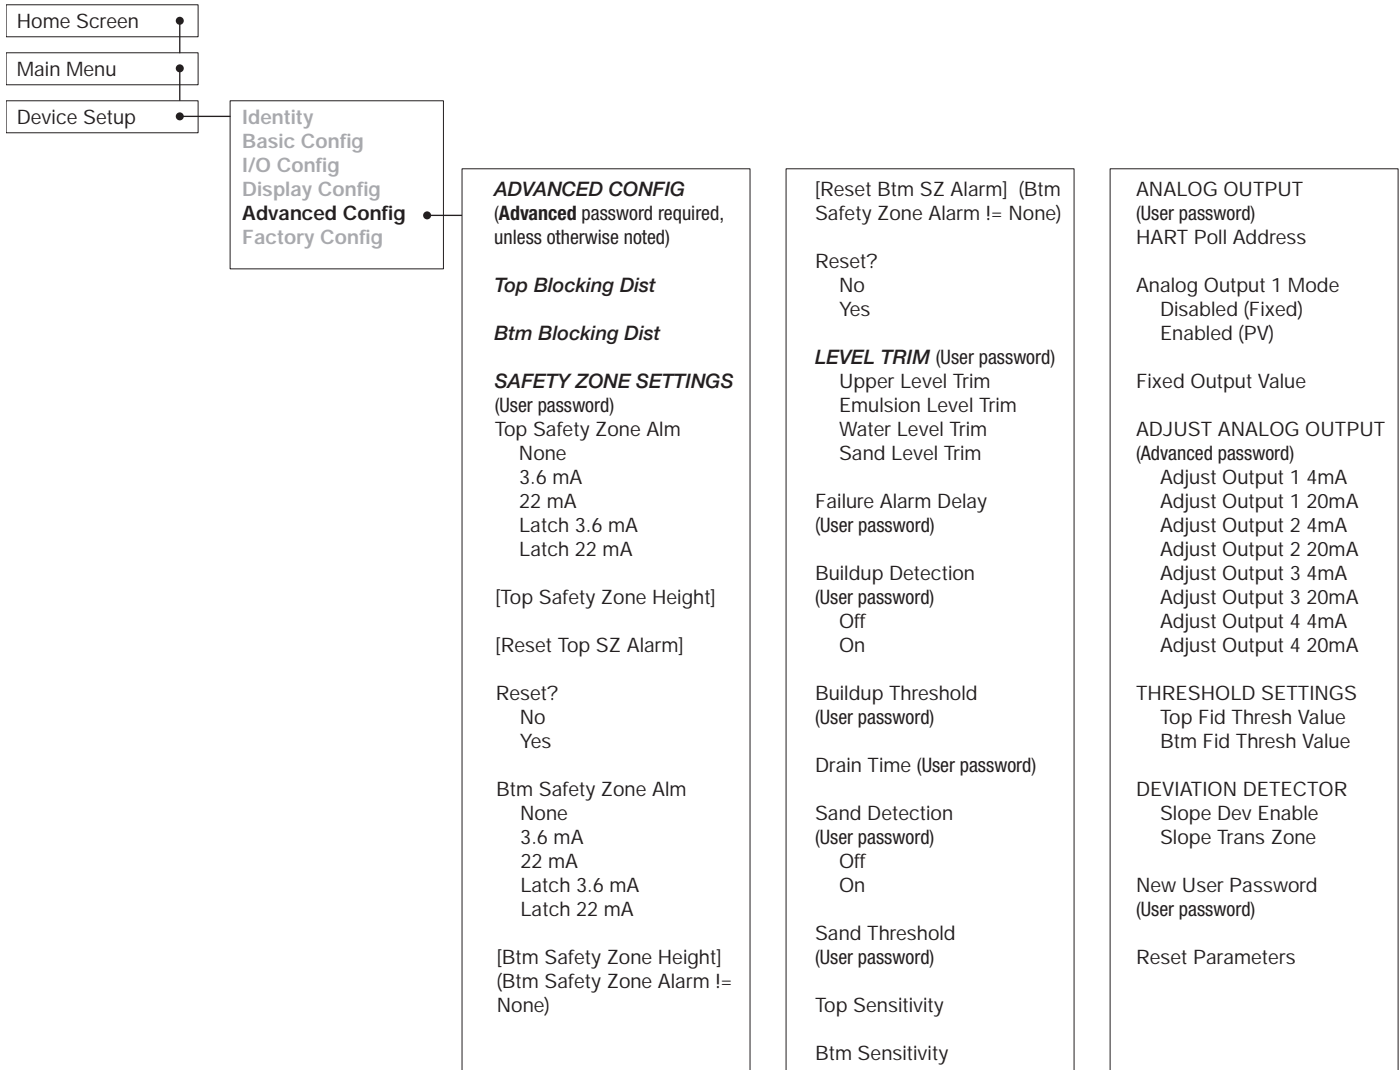 Home Screen
Main Menu
Device Setup
Identity
Basic Config
I/O Config
Display Config
Advanced Config
Factory Config
ADVANCED CONFIG
(Advanced password required,
unless otherwise noted)
Top Blocking Dist
Btm Blocking Dist
SAFETY ZONE SETTINGS
(User password)
Top Safety Zone Alm
None
3.6 mA
22 mA
Latch 3.6 mA
Latch 22 mA
[Top Safety Zone Height]
[Reset Top SZ Alarm]
Reset?
No
Yes
Btm Safety Zone Alm
None
3.6 mA
22 mA
Latch 3.6 mA
Latch 22 mA
[Btm Safety Zone Height]
(Btm Safety Zone Alarm !=
None)
[Reset Btm SZ Alarm] (Btm
Safety Zone Alarm != None)
Reset?
No
Yes
LEVEL TRIM (User password)
Upper Level Trim
Emulsion Level Trim
Water Level Trim
Sand Level Trim
Failure Alarm Delay
(User password)
Buildup Detection
(User password)
Off
On
Buildup Threshold
(User password)
Drain Time (User password)
Sand Detection
(User password)
Off
On
Sand Threshold
(User password)
Top Sensitivity
Btm Sensitivity
ANALOG OUTPUT
(User password)
HART Poll Address
Analog Output 1 Mode
Disabled (Fixed)
Enabled (PV)
Fixed Output Value
ADJUST ANALOG OUTPUT
(Advanced password)
Adjust Output 1 4mA
Adjust Output 1 20mA
Adjust Output 2 4mA
Adjust Output 2 20mA
Adjust Output 3 4mA
Adjust Output 3 20mA
Adjust Output 4 4mA
Adjust Output 4 20mA
THRESHOLD SETTINGS
Top Fid Thresh Value
Btm Fid Thresh Value
DEVIATION DETECTOR
Slope Dev Enable
Slope Trans Zone
New User Password
(User password)
Reset Parameters